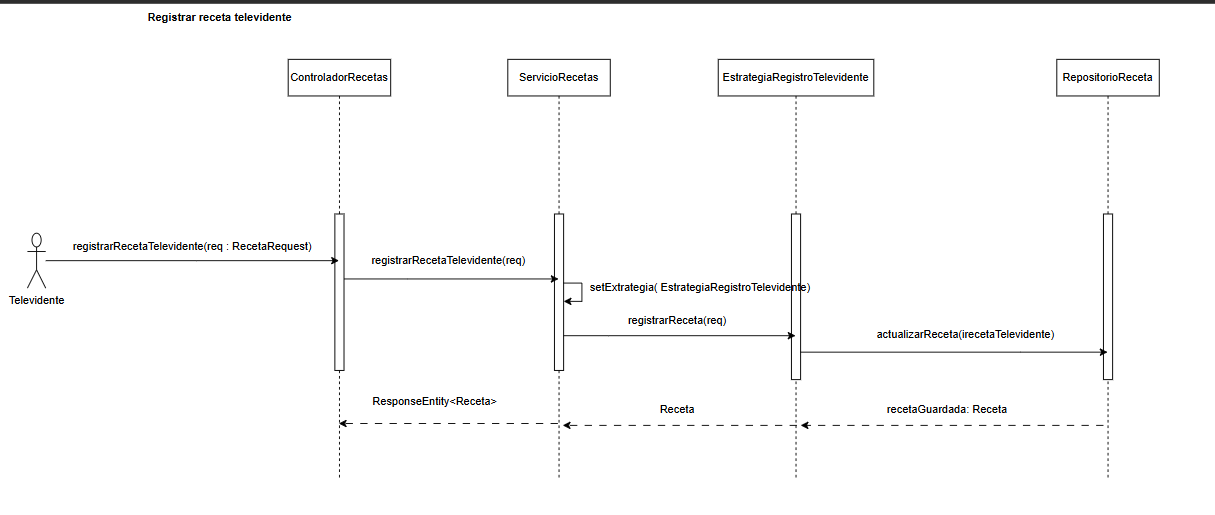 Registrar receta televidente
ControladorRecetas
ServicioRecetas
EstrategiaRegistroTelevidente
RepositorioReceta
registrarRecetaTelevidente(req : RecetaRequest)
Televidente
registrarRecetaTelevidente(req)
setExtrategia( EstrategiaRegistroTelevidente)
registrarReceta(req)
actualizarReceta(irecetaTelevidente)
ResponseEntity<Receta>
Receta
recetaGuardada: Receta